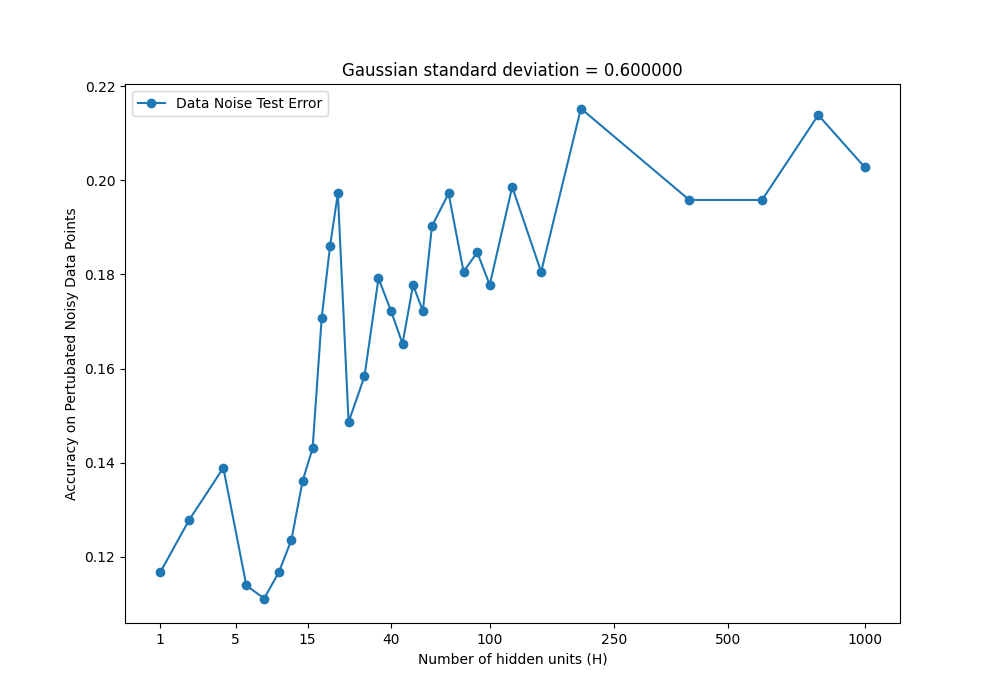 Gaussian standard deviation = 0.600000
Data Noise Test Error
Accuracy on Pertubated Noisy Data Points
0.22
0.20
0.18
0.16
0.14
0.12
1 5 15 40 100 250 500 1000
Number of hidden units (H)